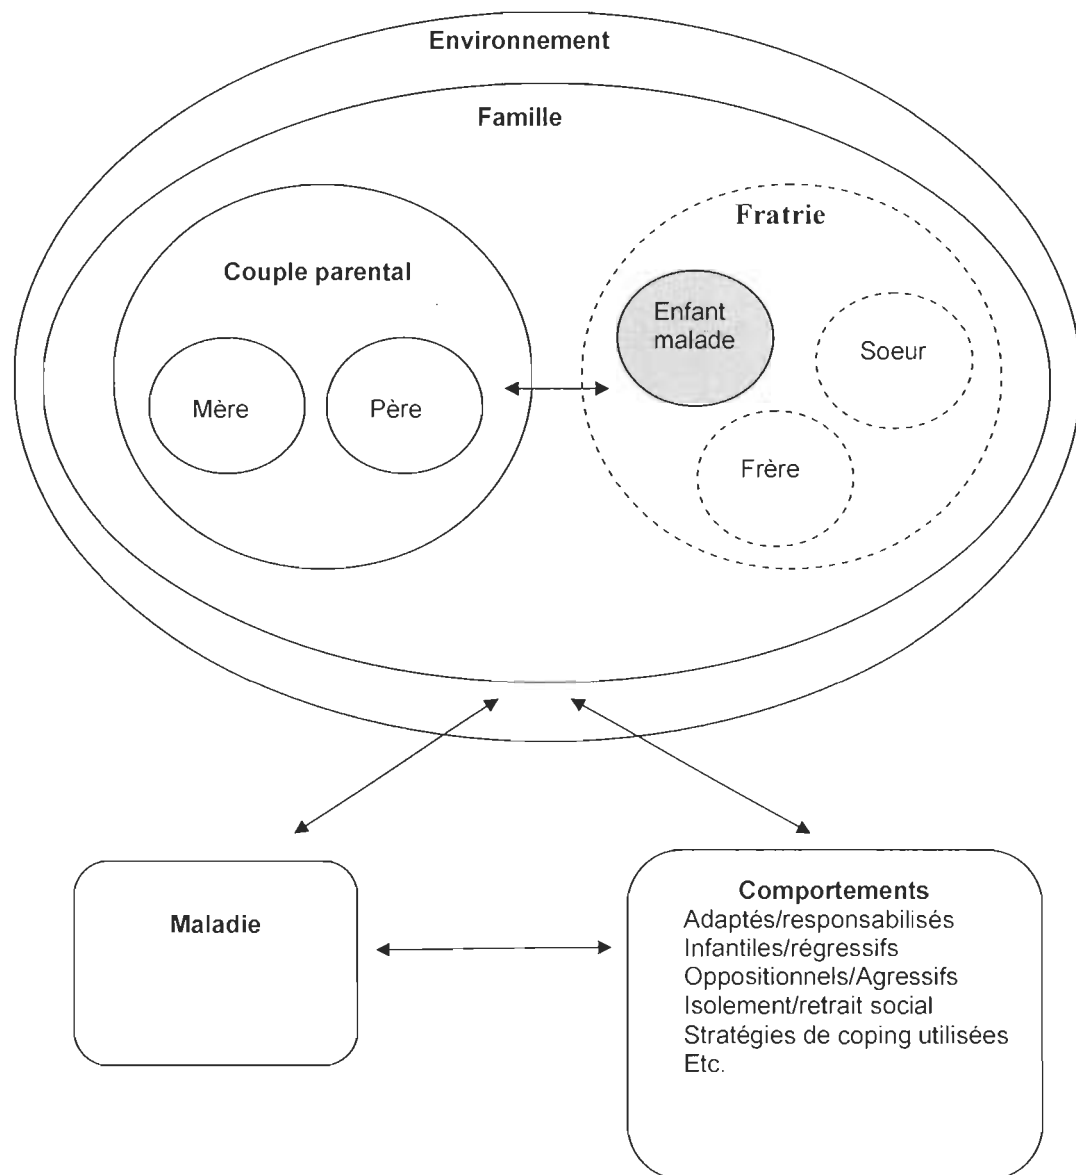 Environnement
Famille
Fratrie
Couple parental
Enfant
malade
Soeur
Mère
Père
Frère
Maladie
Comportements
Adaptés/responsabilisés
Infantiles/régressifs
Oppositionnels/Agressifs
Isolement/retrait social
Stratégies de coping utilisées
Etc.